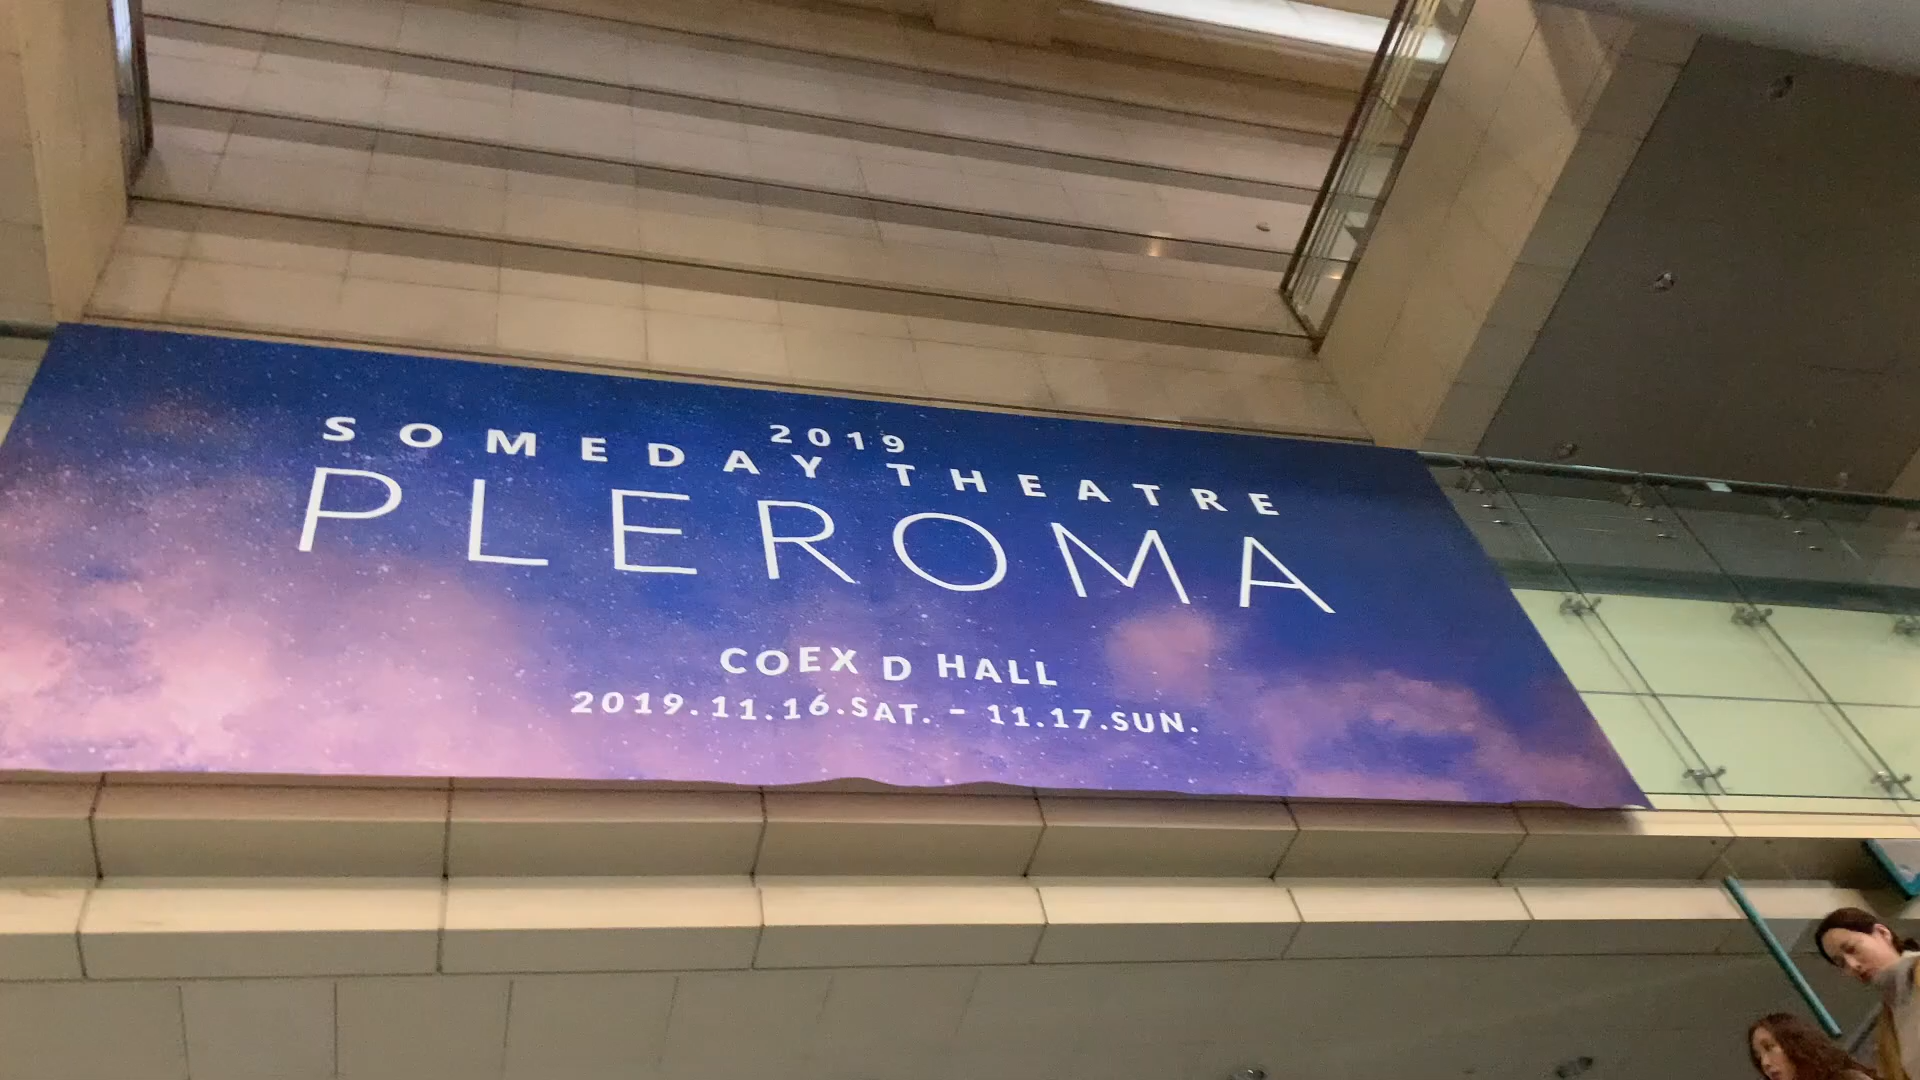 2019
SOMEDAY THEATRE
PLEROMA
COEX D HALL
2019.11.16.SAT. - 11.17.SUN.